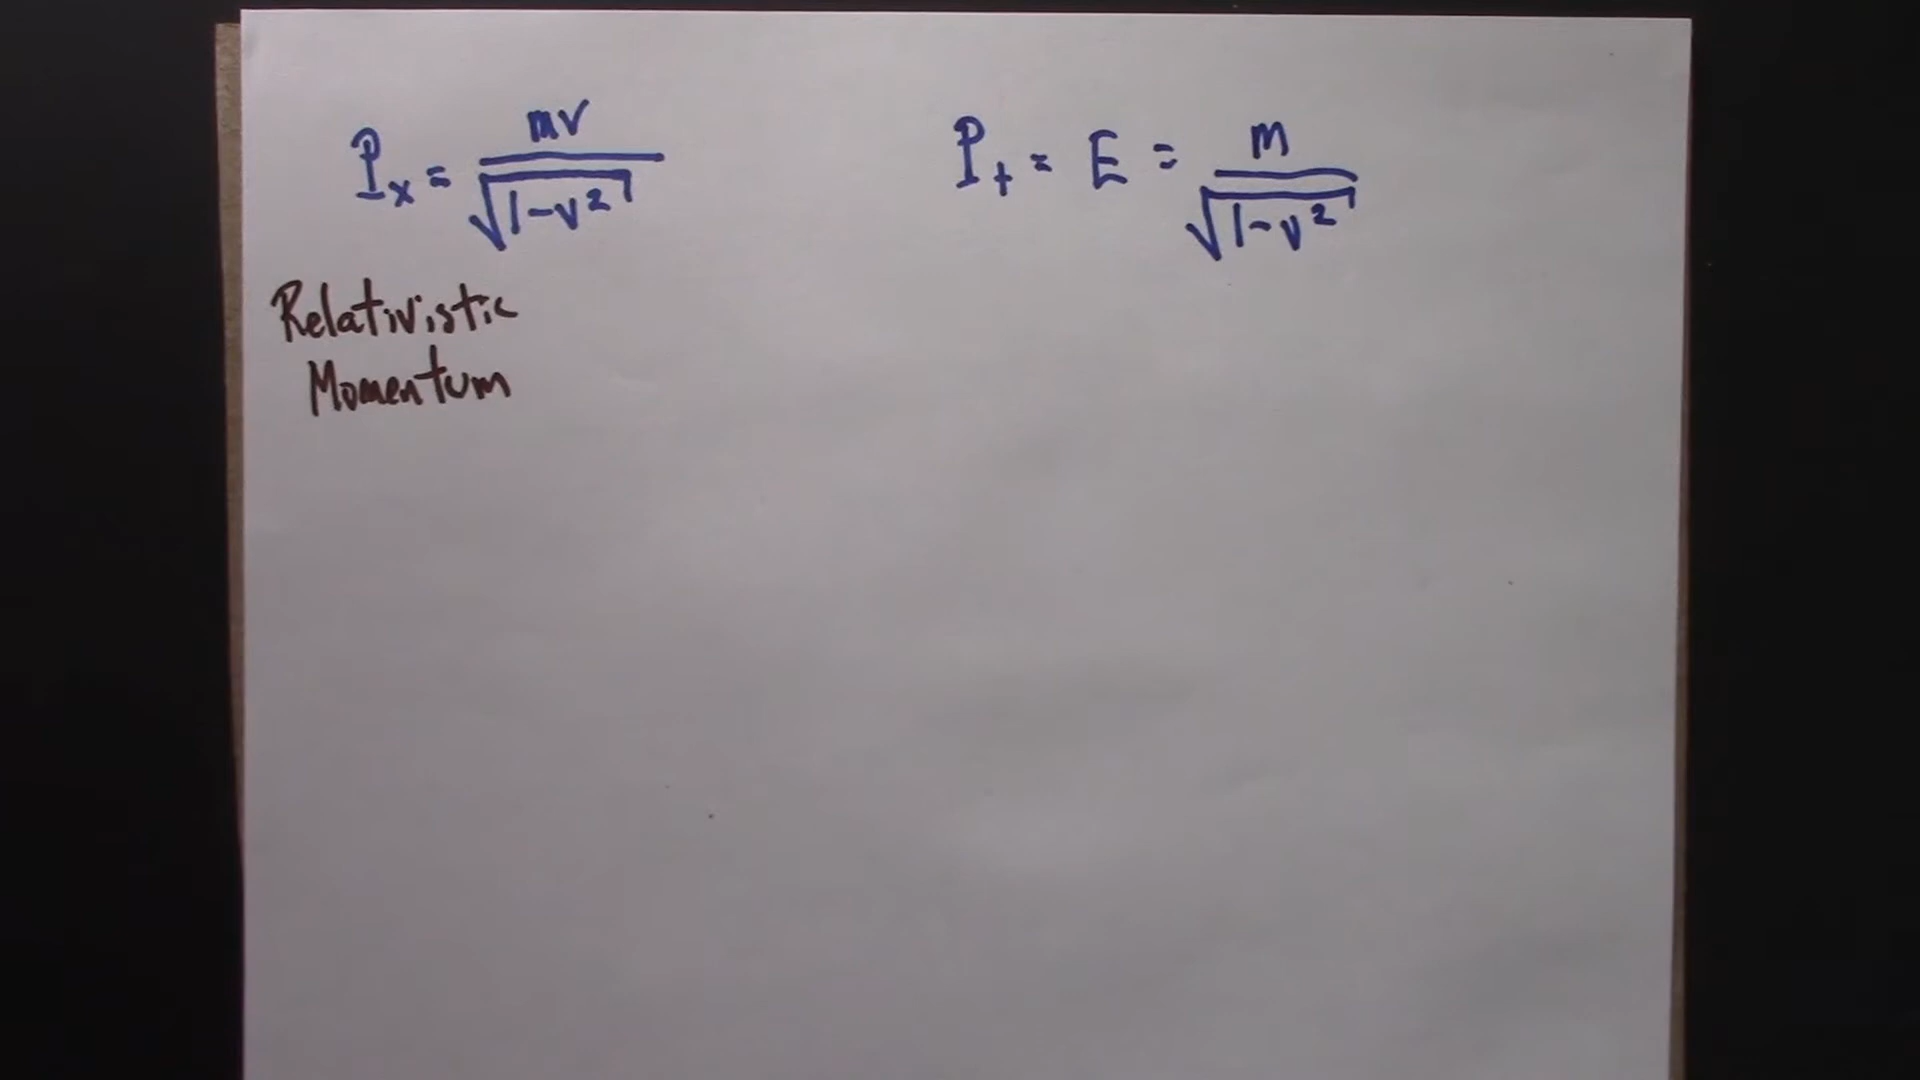 Px = mv / √(1-v²)
Pt = E = m / √(1-v²)
Relativistic
Momentum